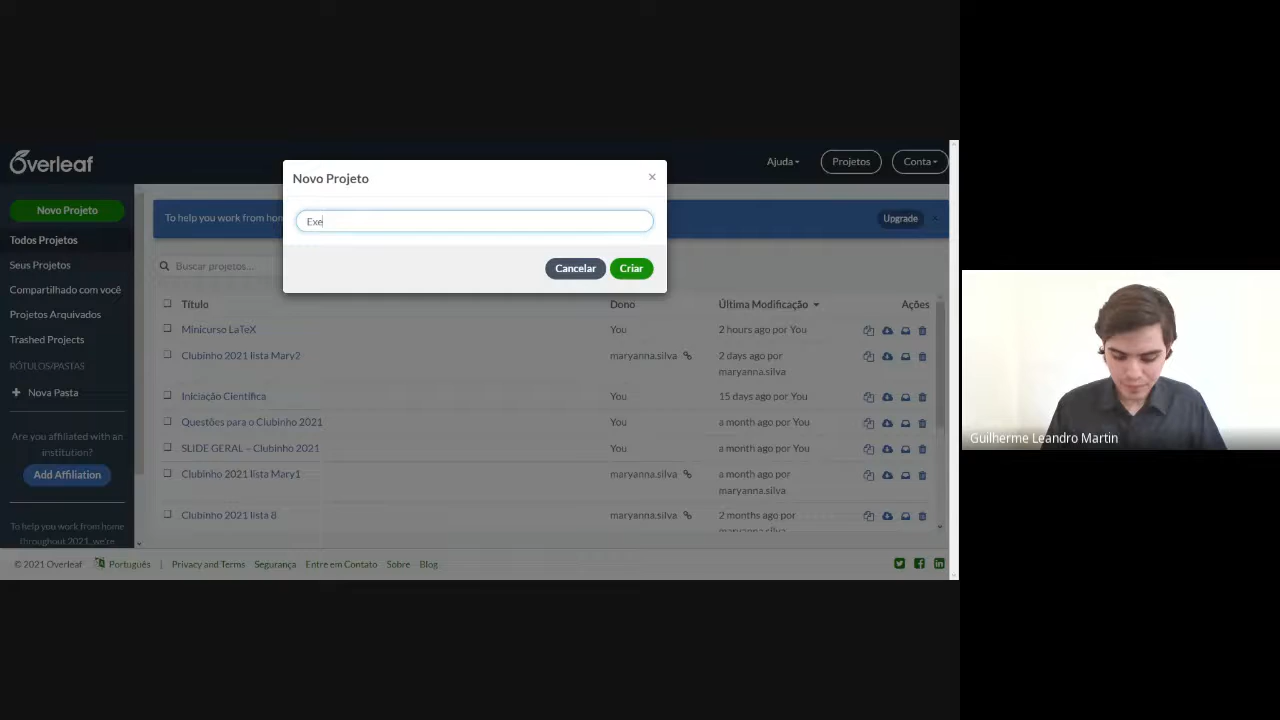 Overleaf
Ajuda
Projetos
Conta
Novo Projeto
×
Exe
Cancelar
Criar
Novo Projeto
Todos Projetos
Seus Projetos
Compartilhado com você
Projetos Arquivados
Trashed Projects
RÓTULOS/PASTAS
+ Nova Pasta
Are you affiliated with an
institution?
Add Affiliation
To help you work from home
throughout 2021, we're
To help you work from hom
Upgrade
×
Buscar projetos...
Título Dono Última Modificação Ações
Minicurso LaTeX You 2 hours ago por You
Clubinho 2021 lista Mary2 maryanna.silva 2 days ago por
maryanna.silva
Iniciação Científica You 15 days ago por You
Questões para o Clubinho 2021 You a month ago por You
SLIDE GERAL – Clubinho 2021 You a month ago por You
Clubinho 2021 lista Mary1 maryanna.silva a month ago por
maryanna.silva
Clubinho 2021 lista 8 maryanna.silva 2 months ago por
maryanna.silva
© 2021 Overleaf Português | Privacy and Terms Segurança Entre em Contato Sobre Blog
Guilherme Leandro Martin